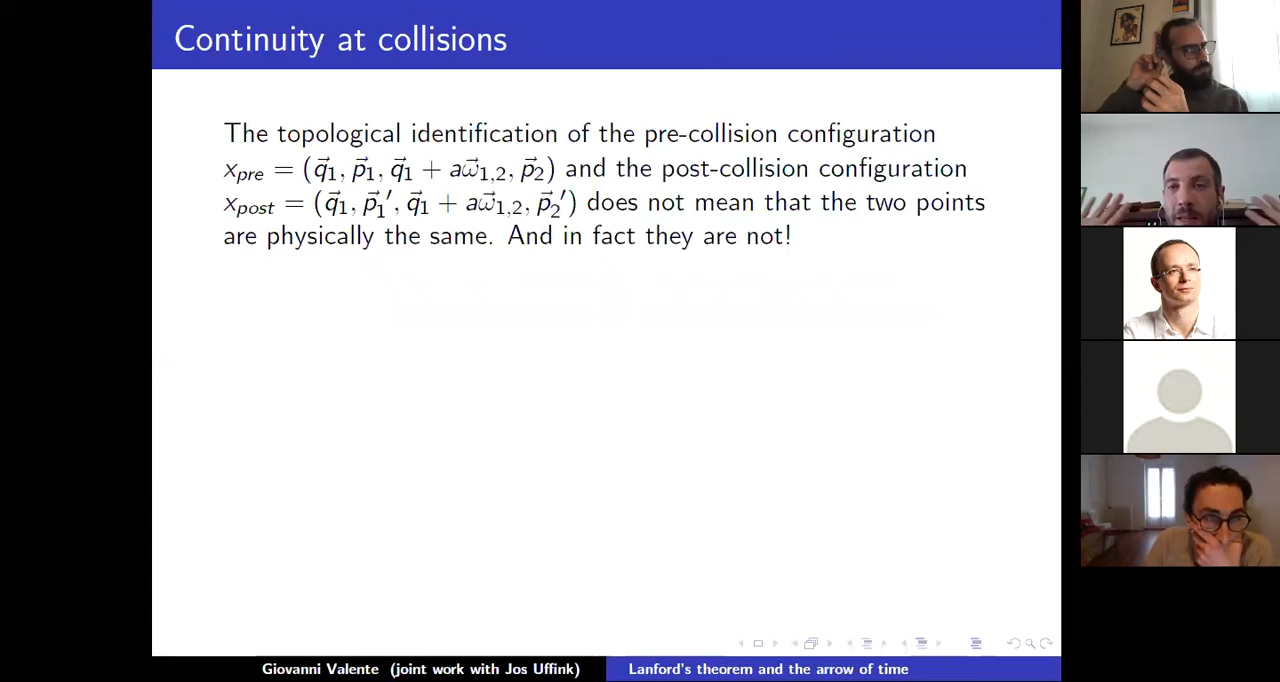 Continuity at collisions
The topological identification of the pre-collision configuration
x_pre = (q⃗1, p⃗1, q⃗1 + aω⃗1,2, p⃗2) and the post-collision configuration
x_post = (q⃗1, p⃗1′, q⃗1 + aω⃗1,2, p⃗2′) does not mean that the two points
are physically the same. And in fact they are not!
Giovanni Valente (joint work with Jos Uffink)
Lanford's theorem and the arrow of time